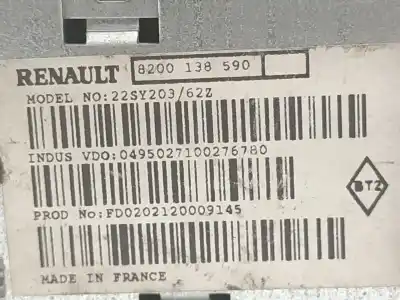 RENAULT 8200 138 590
MODEL NO:22SY203/62Z
INDUS VDO:0495027100276780
BTZ
PROD No:FD0202120009145
MADE IN FRANCE